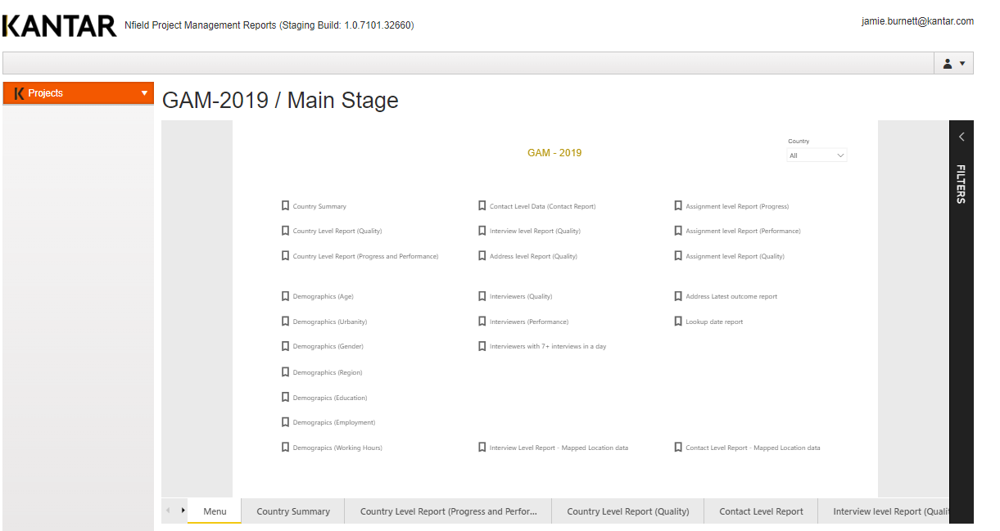 KANTAR Nfield Project Management Reports (Staging Build: 1.0.7101.32660)
jamie.burnett@kantar.com
Projects
GAM-2019 / Main Stage
GAM - 2019
Country
All
FILTERS
Country Summary
Contact Level Data (Contact Report)
Assignment level Report (Progress)
Country Level Report (Quality)
Interview level Report (Quality)
Assignment level Report (Performance)
Country Level Report (Progress and Performance)
Address level Report (Quality)
Assignment level Report (Quality)
Demographics (Age)
Interviewers (Quality)
Address Latest outcome report
Demographics (Urbanity)
Interviewers (Performance)
Lookup date report
Demographics (Gender)
Interviewers with 7+ interviews in a day
Demographics (Region)
Demograpics (Education)
Demograpics (Employment)
Demograpics (Working Hours)
Interview Level Report - Mapped Location data
Contact Level Report - Mapped Location data
Menu
Country Summary
Country Level Report (Progress and Perfor...
Country Level Report (Quality)
Contact Level Report
Interview level Report (Quali